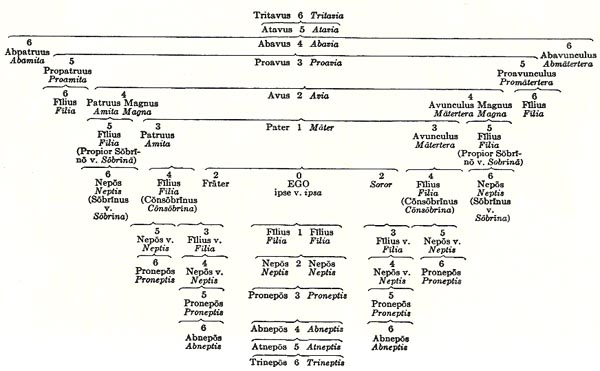 Tritavus 6 Tritavia
Atavus 5 Atavia
6 Abavus 4 Abavia 6
Abpatruus Abavunculus
Abamita Proavus 3 Proavia Abmātertera
5 5
Propatruus Proavunculus
Proamita Promātertera
6 4 Avus 2 Avia 4 6
Fīlius Patruus Magnus Avunculus Magnus Fīlius
Filia Amita Magna Mātertera Magna Filia
5 3 Pater 1 Māter 3 5
Fīlius Patruus Avunculus Fīlius
Filia Amita Mātertera Filia
(Propior Sōbrī- (Propior Sōbrī-
nō v. Sōbrinā) nō v. Sōbrinā)
6 4 2 0 2 4 6
Nepōs Fīlius Frāter EGO Soror Fīlius Nepōs
Neptis Filia ipse v. ipsa Filia Neptis
(Sōbrīnus (Cōnsōbrīnus (Cōnsōbrīnus (Sōbrīnus
v. Cōnsōbrina) Cōnsōbrina) v.
Sōbrina) Sōbrina)
5 3 Fīlius 1 Fīlius 3 5
Nepōs v. Fīlius v. Filia Filia Fīlius v. Nepōs v.
Neptis Filia Filia Neptis
6 4 Nepōs 2 Nepōs 4 6
Pronepōs Nepōs v. Neptis Neptis Nepōs v. Pronepōs
Proneptis Neptis Neptis Proneptis
5 Pronepōs 3 Proneptis 5
Pronepōs Pronepōs
Proneptis Proneptis
6 Abnepōs 4 Abneptis 6
Abnepōs Abnepōs
Abneptis Atnepōs 5 Atneptis Abneptis
Trinepōs 6 Trineptis